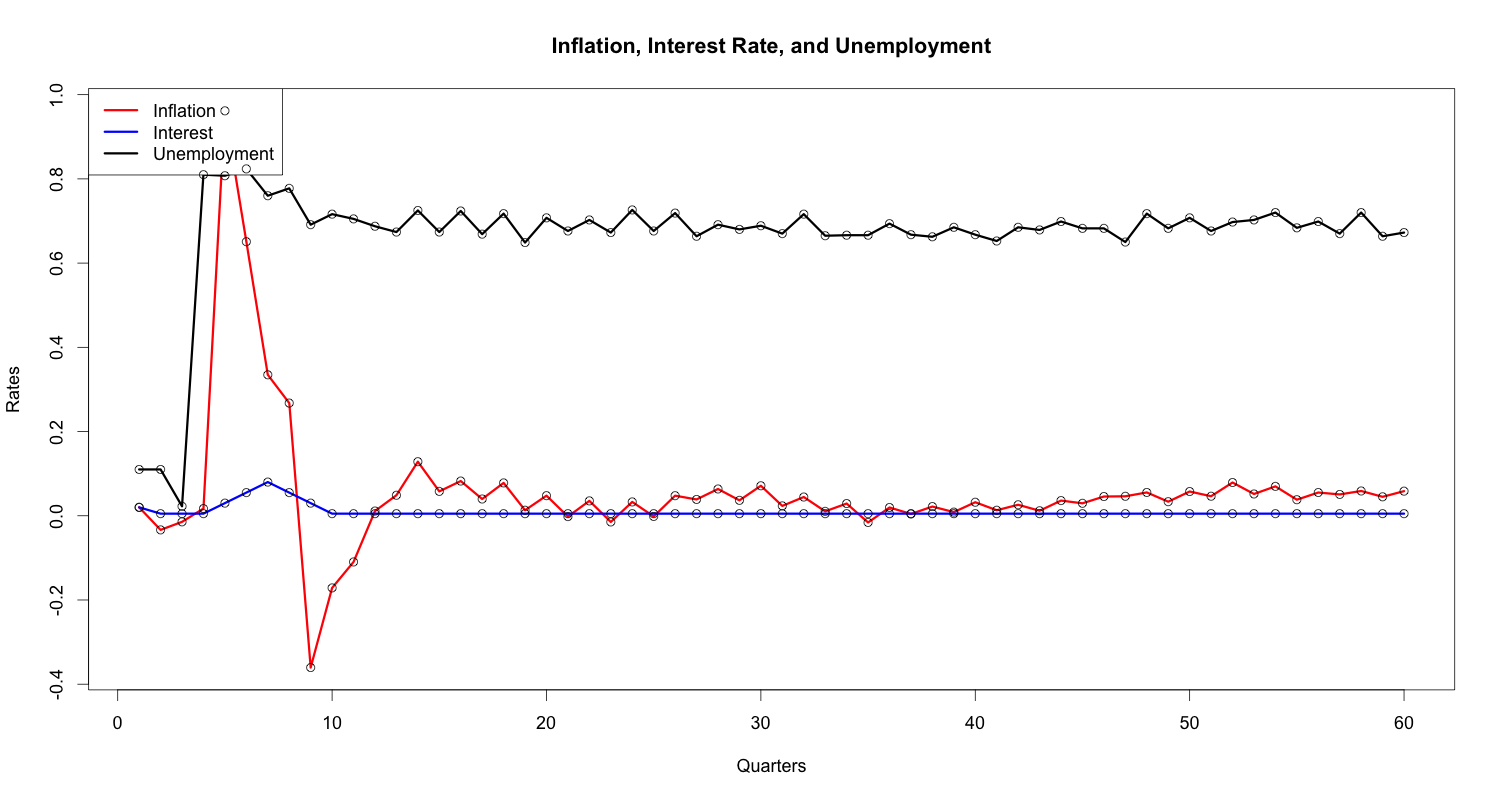 Inflation, Interest Rate, and Unemployment
Inflation
Interest
Unemployment
1.0
0.8
0.6
0.4
0.2
0.0
-0.2
-0.4
Rates
0 10 20 30 40 50 60
Quarters